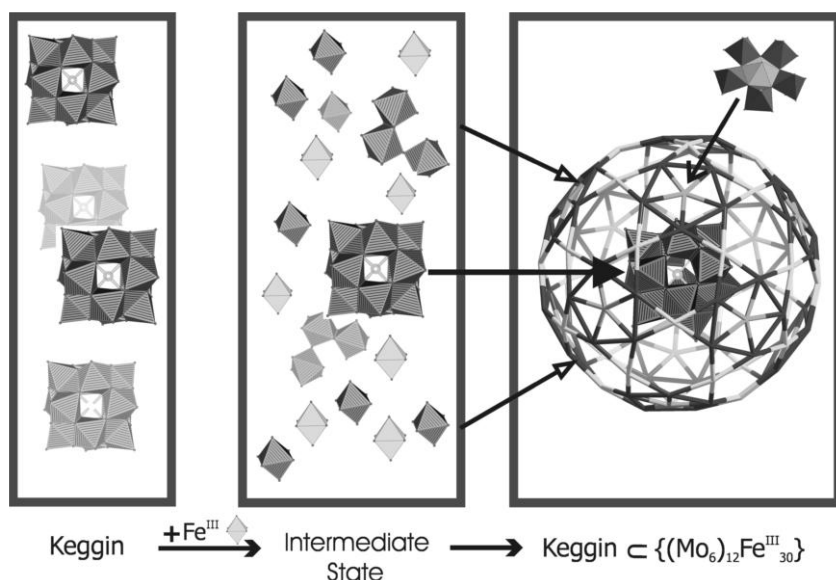 Keggin
+Fe^III
Intermediate
State
Keggin ⊂ {(Mo₆)₁₂Fe^III₃₀}